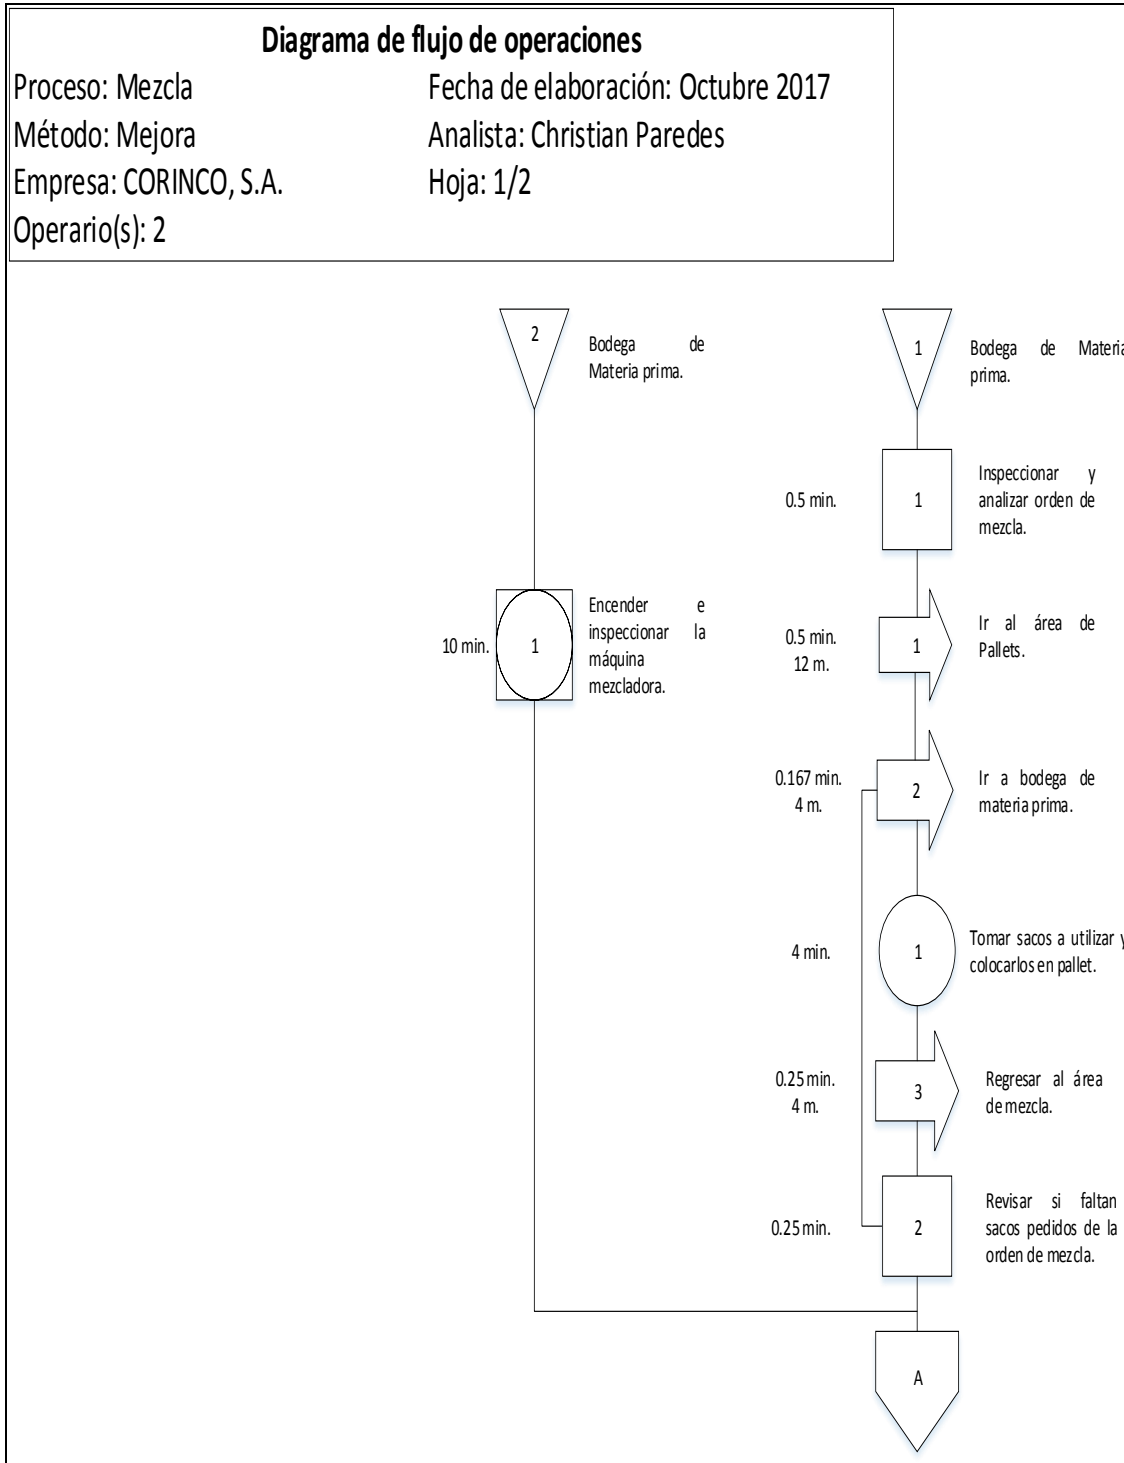 Diagrama de flujo de operaciones
Proceso: Mezcla
Fecha de elaboración: Octubre 2017
Método: Mejora
Analista: Christian Paredes
Empresa: CORINCO, S.A.
Hoja: 1/2
Operario(s): 2
2
Bodega de
Materia prima.
1
Bodega de Materia
prima.
0.5 min.
1
Inspeccionar y
analizar orden de
mezcla.
10 min.
1
Encender e
inspeccionar la
máquina
mezcladora.
0.5 min.
12 m.
1
Ir al área de
Pallets.
0.167 min.
4 m.
2
Ir a bodega de
materia prima.
4 min.
1
Tomar sacos a utilizar y
colocarlos en pallet.
0.25 min.
4 m.
3
Regresar al área
de mezcla.
0.25 min.
2
Revisar si faltan
sacos pedidos de la
orden de mezcla.
A